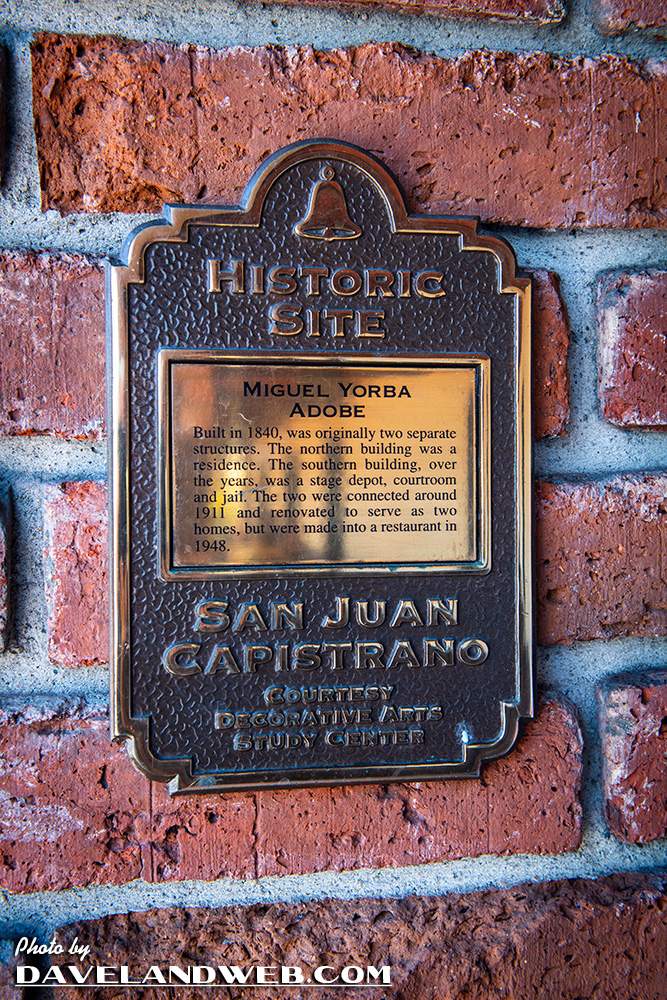 HISTORIC
SITE
MIGUEL YORBA
ADOBE
Built in 1840, was originally two separate
structures. The northern building was a
residence. The southern building, over
the years, was a stage depot, courtroom
and jail. The two were connected around
1911 and renovated to serve as two
homes, but were made into a restaurant in
1948.
SAN JUAN
CAPISTRANO
COURTESY
DECORATIVE ARTS
STUDY CENTER
Photo by
DAVELANDWEB.COM